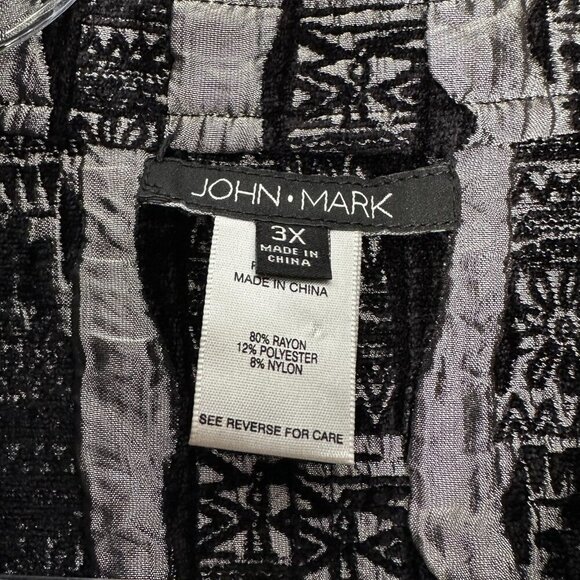 JOHN • MARK
3X
MADE IN
CHINA
MADE IN CHINA
80% RAYON
12% POLYESTER
8% NYLON
SEE REVERSE FOR CARE